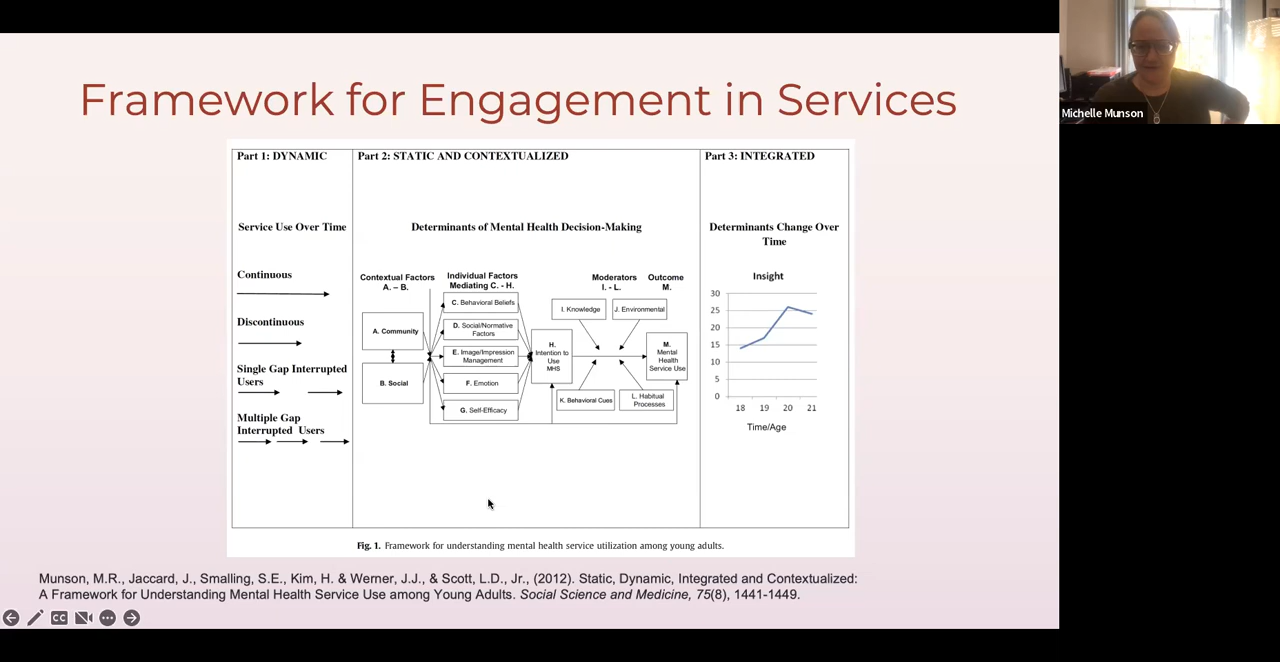 Framework for Engagement in Services
Michelle Munson
Part 1: DYNAMIC
Service Use Over Time
Continuous
Discontinuous
Single Gap Interrupted
Users
Multiple Gap
Interrupted Users
Part 2: STATIC AND CONTEXTUALIZED
Determinants of Mental Health Decision-Making
Contextual Factors
A. – B.
Individual Factors
Mediating C. - H.
Moderators
I. - L.
Outcome
M.
A. Community
B. Social
C. Behavioral Beliefs
D. Social/Normative
Factors
E. Image/Impression
Management
F. Emotion
G. Self-Efficacy
H.
Intention to
Use
MHS
I. Knowledge
J. Environmental
K. Behavioral Cues
L. Habitual
Processes
M.
Mental
Health
Service Use
Part 3: INTEGRATED
Determinants Change Over
Time
Insight
30
25
20
15
10
5
0
18 19 20 21
Time/Age
Fig. 1. Framework for understanding mental health service utilization among young adults.
Munson, M.R., Jaccard, J., Smalling, S.E., Kim, H. & Werner, J.J., & Scott, L.D., Jr., (2012). Static, Dynamic, Integrated and Contextualized:
A Framework for Understanding Mental Health Service Use among Young Adults. Social Science and Medicine, 75(8), 1441-1449.
CC